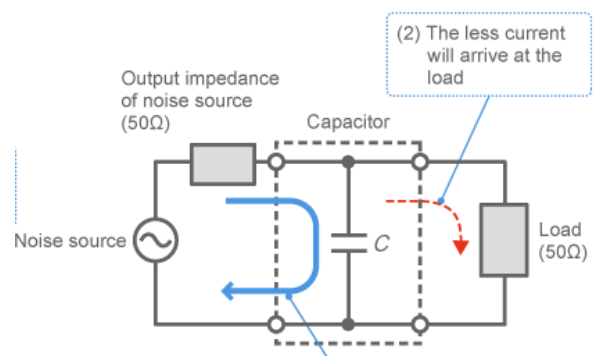 (2) The less current
will arrive at the
load
Output impedance
of noise source
(50Ω)
Capacitor
Noise source
C
Load
(50Ω)